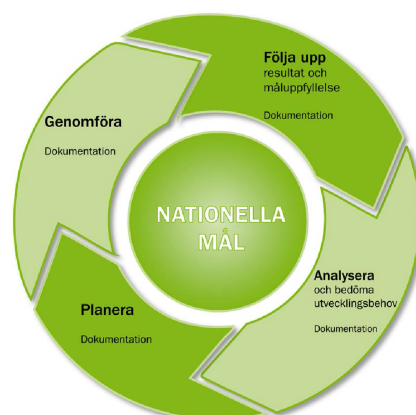 Följa upp
resultat och
måluppfyllelse
Dokumentation
Analysera
och bedöma
utvecklingsbehov
Dokumentation
Planera
Dokumentation
Genomföra
Dokumentation
NATIONELLA
MÅL